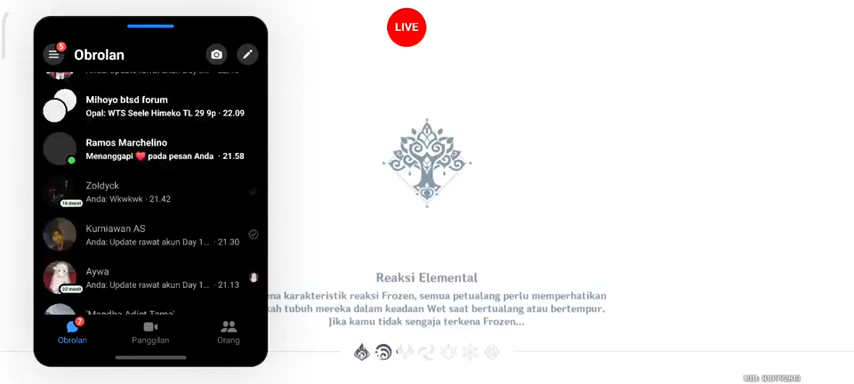 LIVE
5
Obrolan
Mihoyo btsd forum
Opal: WTS Seele Himeko TL 29 9p · 22.09
Ramos Marchelino
Menanggapi ❤ pada pesan Anda · 21.58
Zoldyck
Anda: Wkwkwk · 21.42
Kurniawan AS
Anda: Update rawat akun Day 1... · 21.30
Aywa
Anda: Update rawat akun Day 1... · 21.13
7
Obrolan
Panggilan
Orang
Reaksi Elemental
karakteristik reaksi Frozen, semua petualang perlu memperhatikan
tubuh mereka dalam keadaan Wet saat bertualang atau bertempur.
Jika kamu tidak sengaja terkena Frozen...